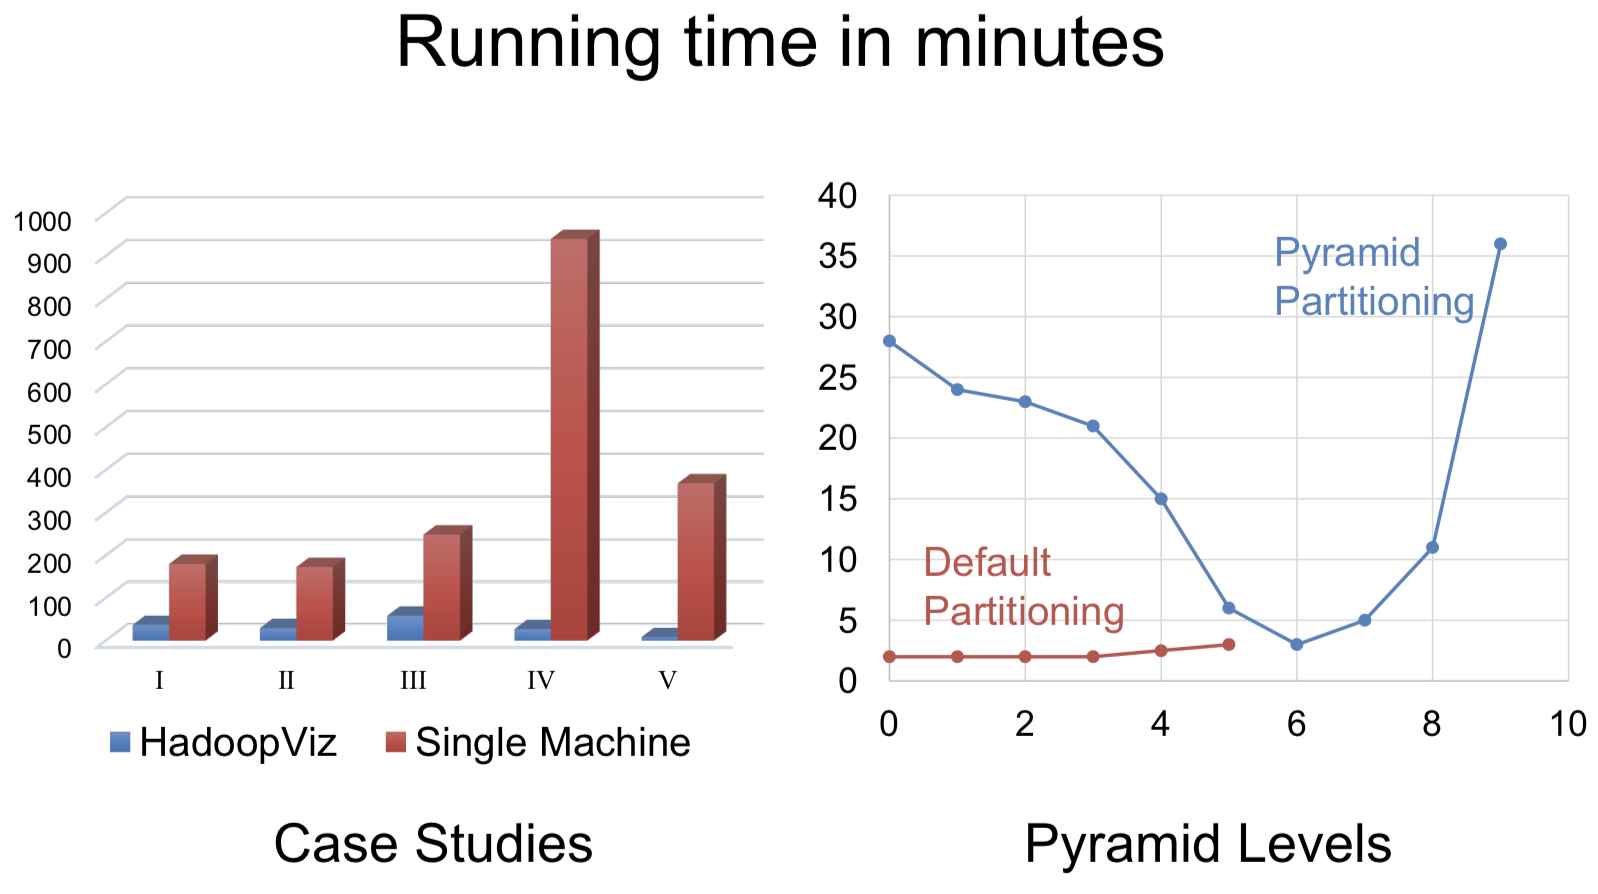 Running time in minutes
1000
900
800
700
600
500
400
300
200
100
0
I II III IV V
HadoopViz Single Machine
Case Studies
40
35
30
25
20
15
10
5
0
Pyramid
Partitioning
Default
Partitioning
0 2 4 6 8 10
Pyramid Levels